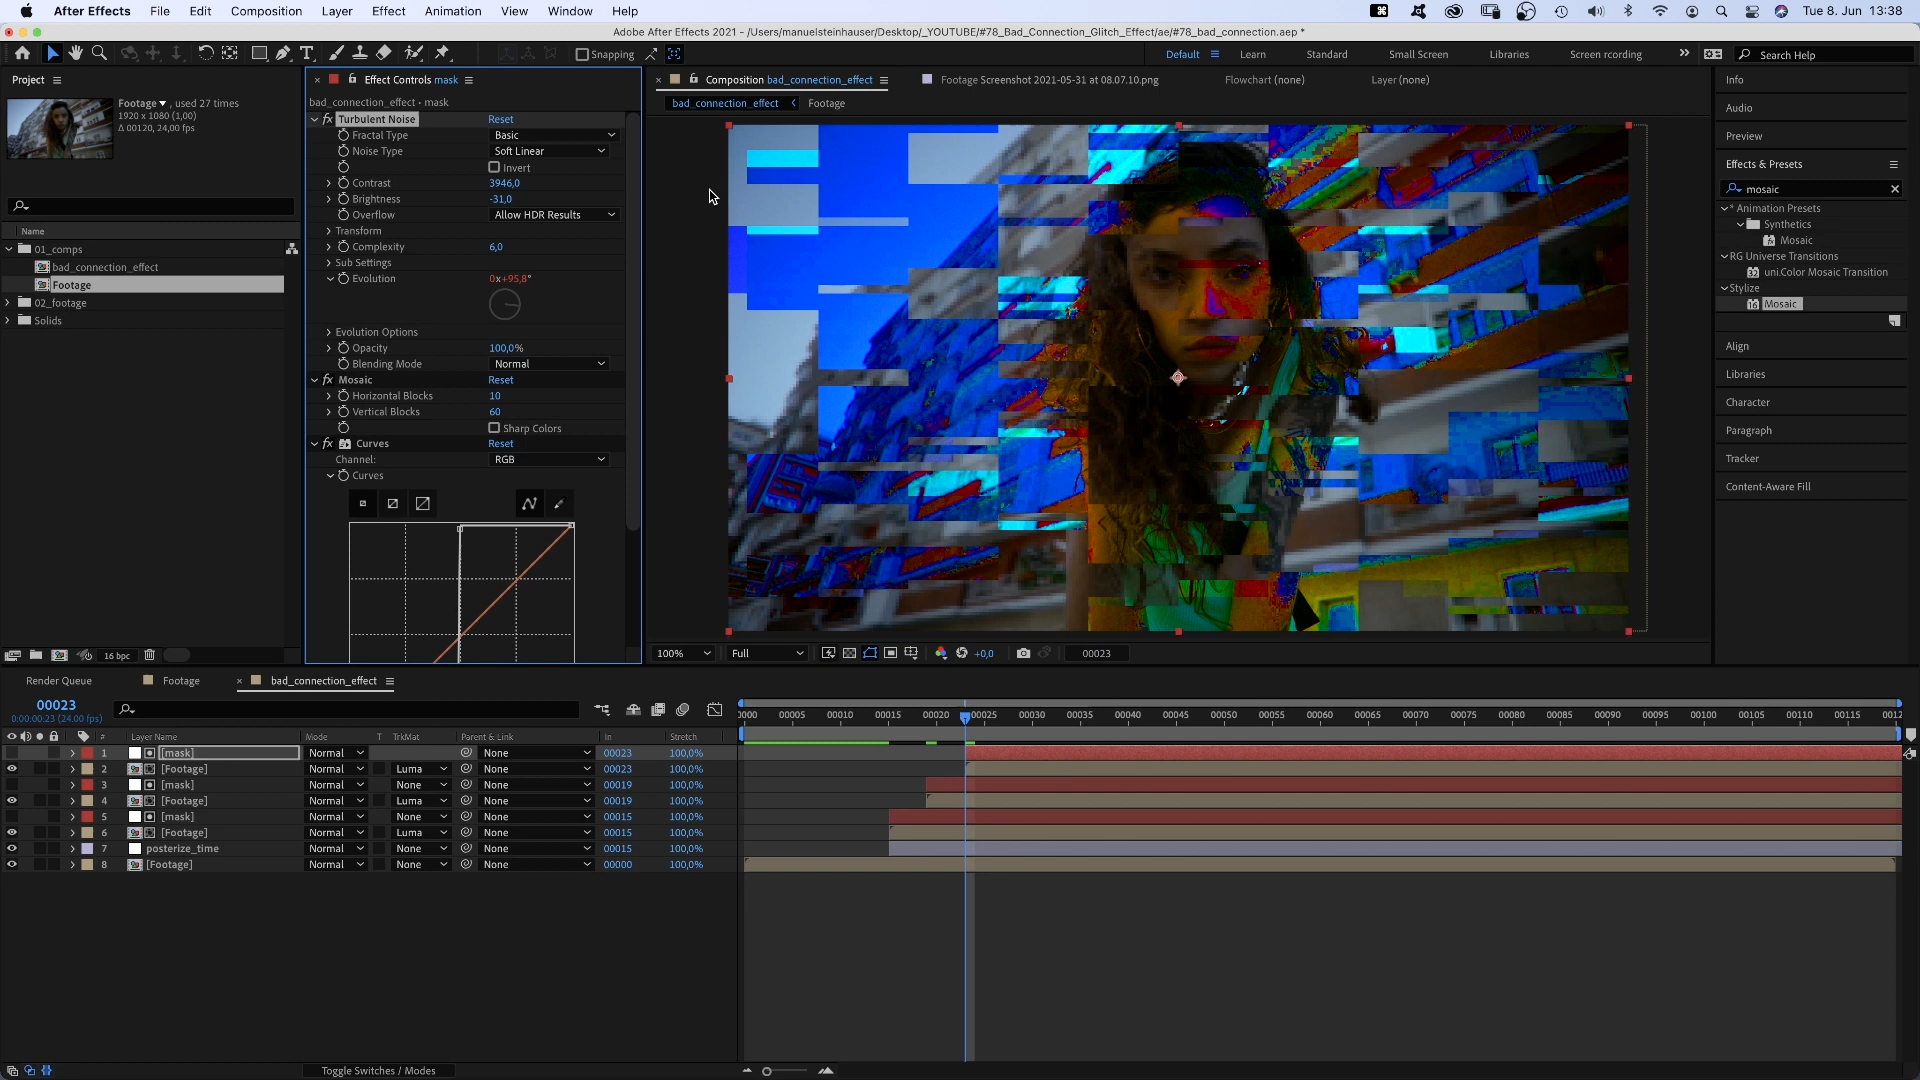 After Effects File Edit Composition Layer Effect Animation View Window Help Tue 8. Jun 13:38
Adobe After Effects 2021 - /Users/manuelsteinhauser/Desktop/_YOUTUBE/#78_Bad_Connection_Glitch_Effect/ae/#78_bad_connection.aep *
Snapping Default Learn Standard Small Screen Libraries Screen rcording Search Help
Project
Footage, used 27 times
1920 x 1080 (1,00)
Δ 00120, 24,00 fps
Name
01_comps
bad_connection_effect
Footage
02_footage
Solids
16 bpc
Effect Controls mask
bad_connection_effect • mask
fx Turbulent Noise Reset
Fractal Type Basic
Noise Type Soft Linear
Invert
Contrast 3946,0
Brightness -31,0
Overflow Allow HDR Results
Transform
Complexity 6,0
Sub Settings
Evolution 0x+95,8°
Evolution Options
Opacity 100,0%
Blending Mode Normal
fx Mosaic Reset
Horizontal Blocks 10
Vertical Blocks 60
Sharp Colors
fx Curves Reset
Channel: RGB
Curves
Composition bad_connection_effect Footage Screenshot 2021-05-31 at 08.07.10.png Flowchart (none) Layer (none)
bad_connection_effect Footage
100% Full +0,0 00023
Info
Audio
Preview
Effects & Presets
mosaic
* Animation Presets
Synthetics
Mosaic
RG Universe Transitions
uni.Color Mosaic Transition
Stylize
Mosaic
Align
Libraries
Character
Paragraph
Tracker
Content-Aware Fill
Render Queue Footage bad_connection_effect
00023
0:00:00:23 (24.00 fps)
0000 00005 00010 00015 00020 00025 00030 00035 00040 00045 00050 00055 00060 00065 00070 00075 00080 00085 00090 00095 00100 00105 00110 00115 0012
# Layer Name Mode T TrkMat Parent & Link In Stretch
1 [mask] Normal None 00023 100,0%
2 [Footage] Normal Luma None 00023 100,0%
3 [mask] Normal None None 00019 100,0%
4 [Footage] Normal Luma None 00019 100,0%
5 [mask] Normal None None 00015 100,0%
6 [Footage] Normal Luma None 00015 100,0%
7 posterize_time Normal None None 00015 100,0%
8 [Footage] Normal None None 00000 100,0%
Toggle Switches / Modes